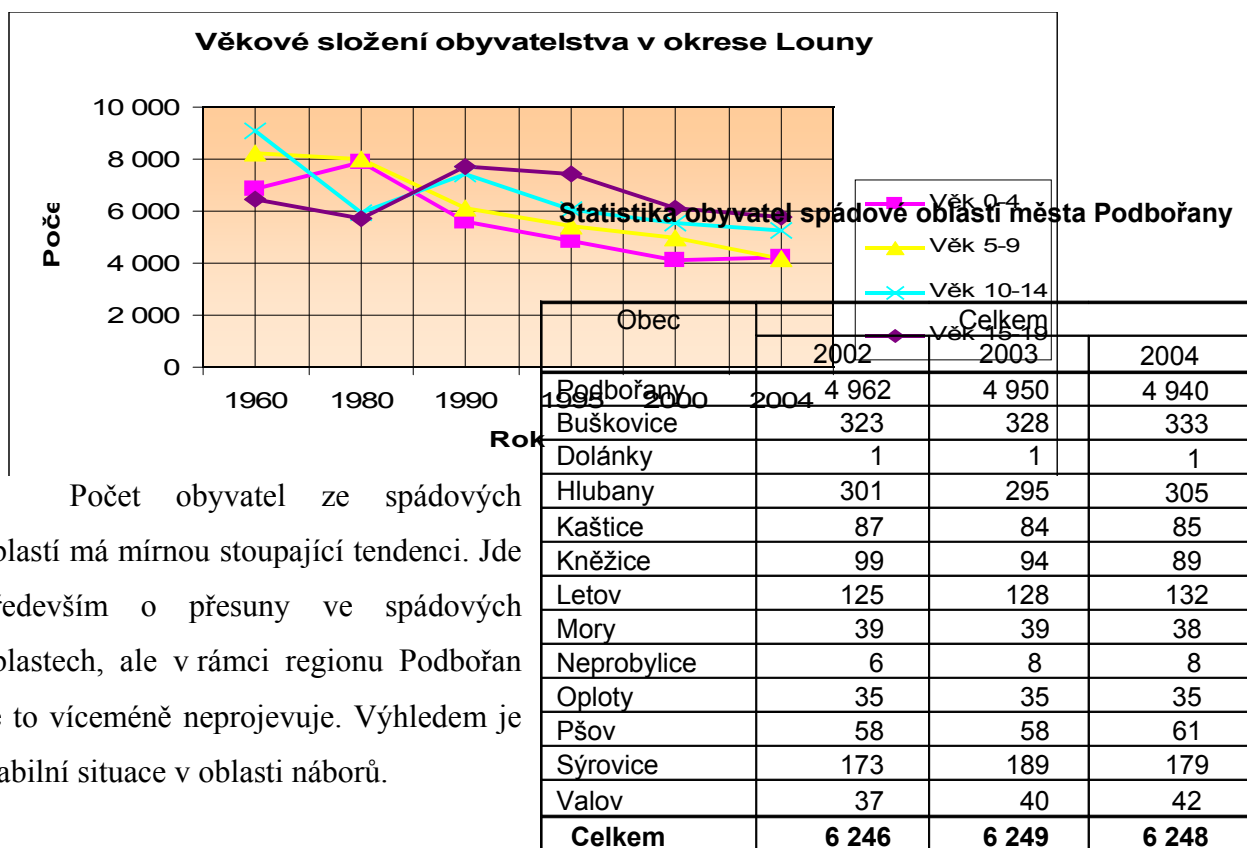 Věkové složení obyvatelstva v okrese Louny
10 000
8 000
6 000
4 000
2 000
0
Poče
1960 1980 1990 1995 2000 2004
Rok
Věk 0-4
Věk 5-9
Věk 10-14
Věk 15-19
Statistika obyvatel spádové oblasti města Podbořany
Obec Celkem
2002 2003 2004
Podbořany 4 962 4 950 4 940
Buškovice 323 328 333
Dolánky 1 1 1
Hlubany 301 295 305
Kaštice 87 84 85
Kněžice 99 94 89
Letov 125 128 132
Mory 39 39 38
Neprobylice 6 8 8
Oploty 35 35 35
Pšov 58 58 61
Sýrovice 173 189 179
Valov 37 40 42
Celkem 6 246 6 249 6 248
Počet obyvatel ze spádových
blastí má mírnou stoupající tendenci. Jde
ředevším o přesuny ve spádových
blastech, ale v rámci regionu Podbořan
e to víceméně neprojevuje. Výhledem je
abilní situace v oblasti náborů.